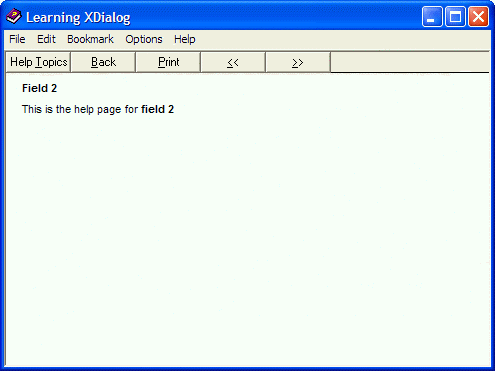 Learning XDialog
File Edit Bookmark Options Help
Help Topics Back Print << >>
Field 2
This is the help page for field 2